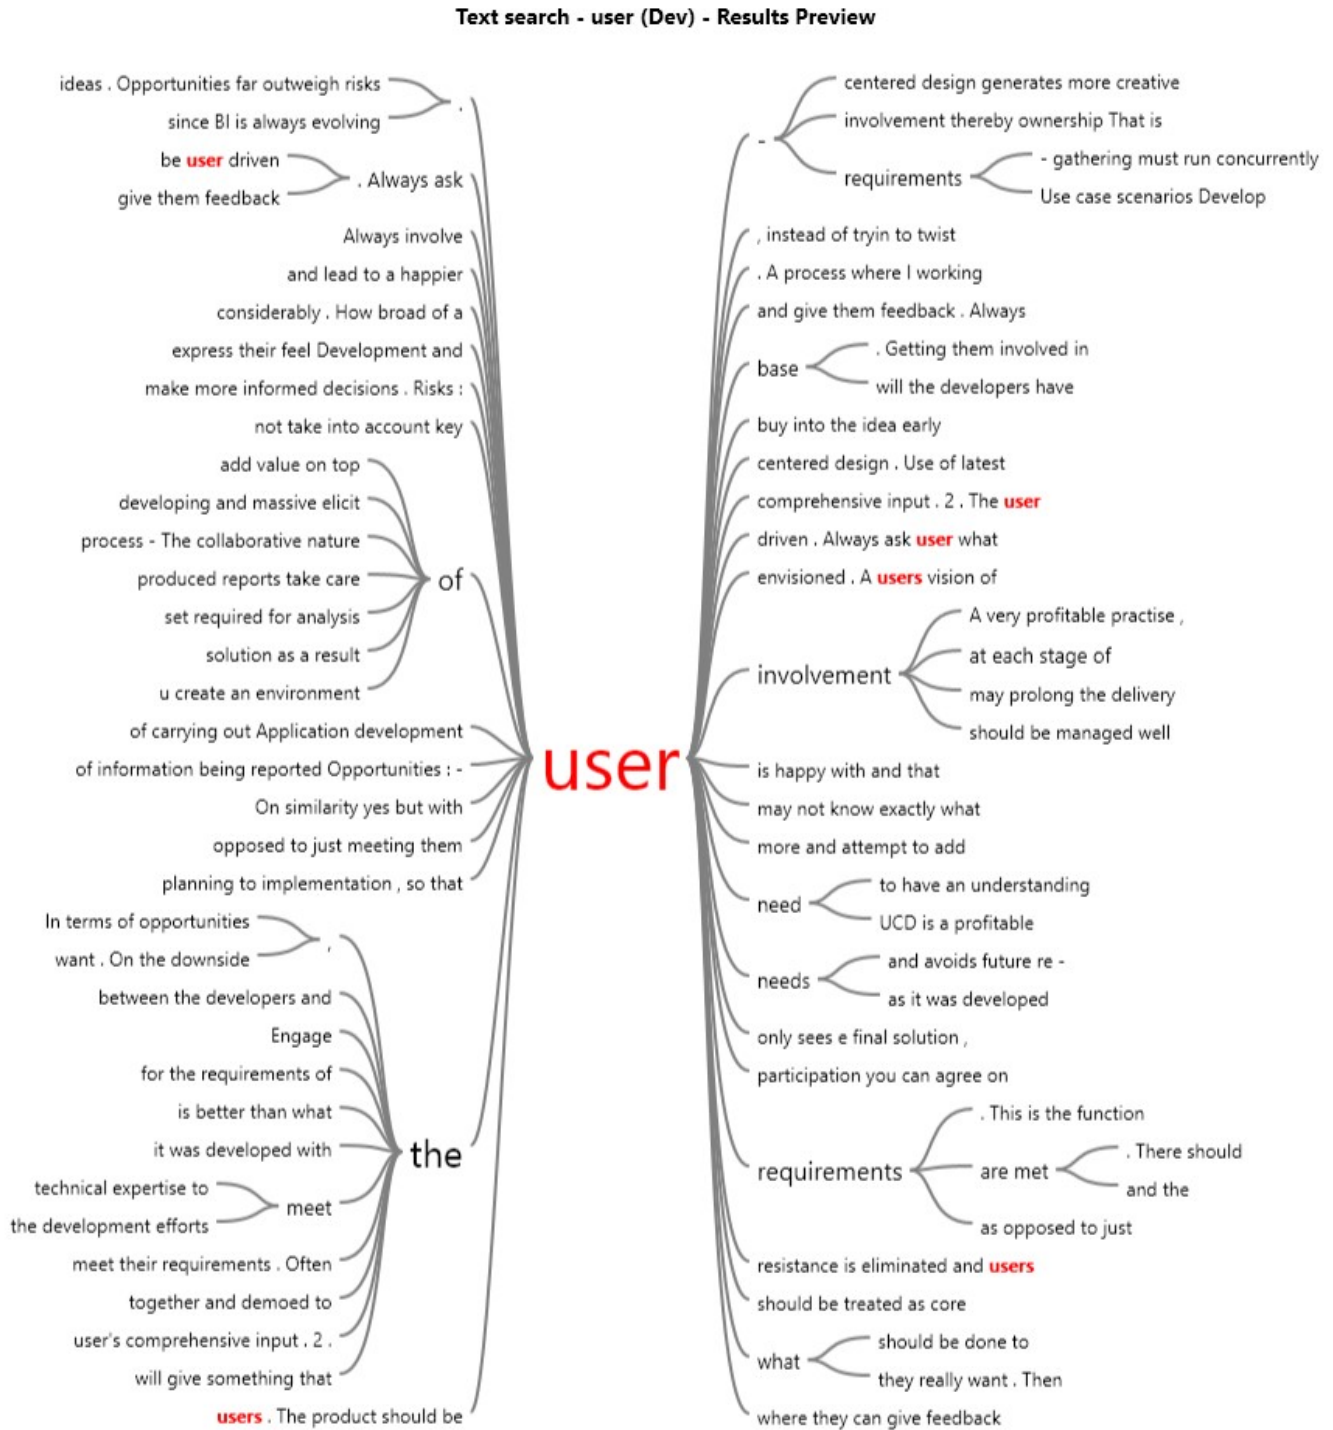 Text search - user (Dev) - Results Preview
ideas . Opportunities far outweigh risks
since BI is always evolving
.
be user driven
give them feedback
. Always ask
Always involve
and lead to a happier
considerably . How broad of a
express their feel Development and
make more informed decisions . Risks :
not take into account key
add value on top
developing and massive elicit
process - The collaborative nature
produced reports take care
set required for analysis
solution as a result
u create an environment
of
of carrying out Application development
of information being reported Opportunities : -
On similarity yes but with
opposed to just meeting them
planning to implementation , so that
In terms of opportunities
want . On the downside
,
between the developers and
Engage
for the requirements of
is better than what
it was developed with
technical expertise to
the development efforts
meet
meet their requirements . Often
together and demoed to
user's comprehensive input . 2 .
will give something that
the
users . The product should be
user
-
centered design generates more creative
involvement thereby ownership That is
requirements
- gathering must run concurrently
Use case scenarios Develop
, instead of tryin to twist
. A process where I working
and give them feedback . Always
base
. Getting them involved in
will the developers have
buy into the idea early
centered design . Use of latest
comprehensive input . 2 . The user
driven . Always ask user what
envisioned . A users vision of
involvement
A very profitable practise ,
at each stage of
may prolong the delivery
should be managed well
is happy with and that
may not know exactly what
more and attempt to add
need
to have an understanding
UCD is a profitable
needs
and avoids future re -
as it was developed
only sees e final solution ,
participation you can agree on
requirements
. This is the function
are met
. There should
and the
as opposed to just
resistance is eliminated and users
should be treated as core
what
should be done to
they really want . Then
where they can give feedback